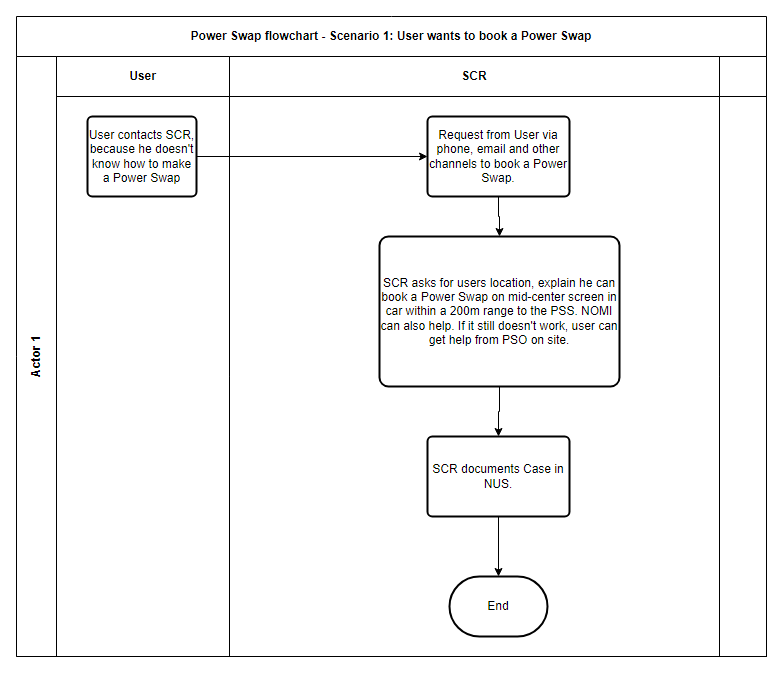 Power Swap flowchart - Scenario 1: User wants to book a Power Swap
User
SCR
Actor 1
User contacts SCR,
because he doesn't
know how to make
a Power Swap
Request from User via
phone, email and other
channels to book a Power
Swap.
SCR asks for users location, explain he can
book a Power Swap on mid-center screen in
car within a 200m range to the PSS. NOMI
can also help. If it still doesn't work, user can
get help from PSO on site.
SCR documents Case in
NUS.
End